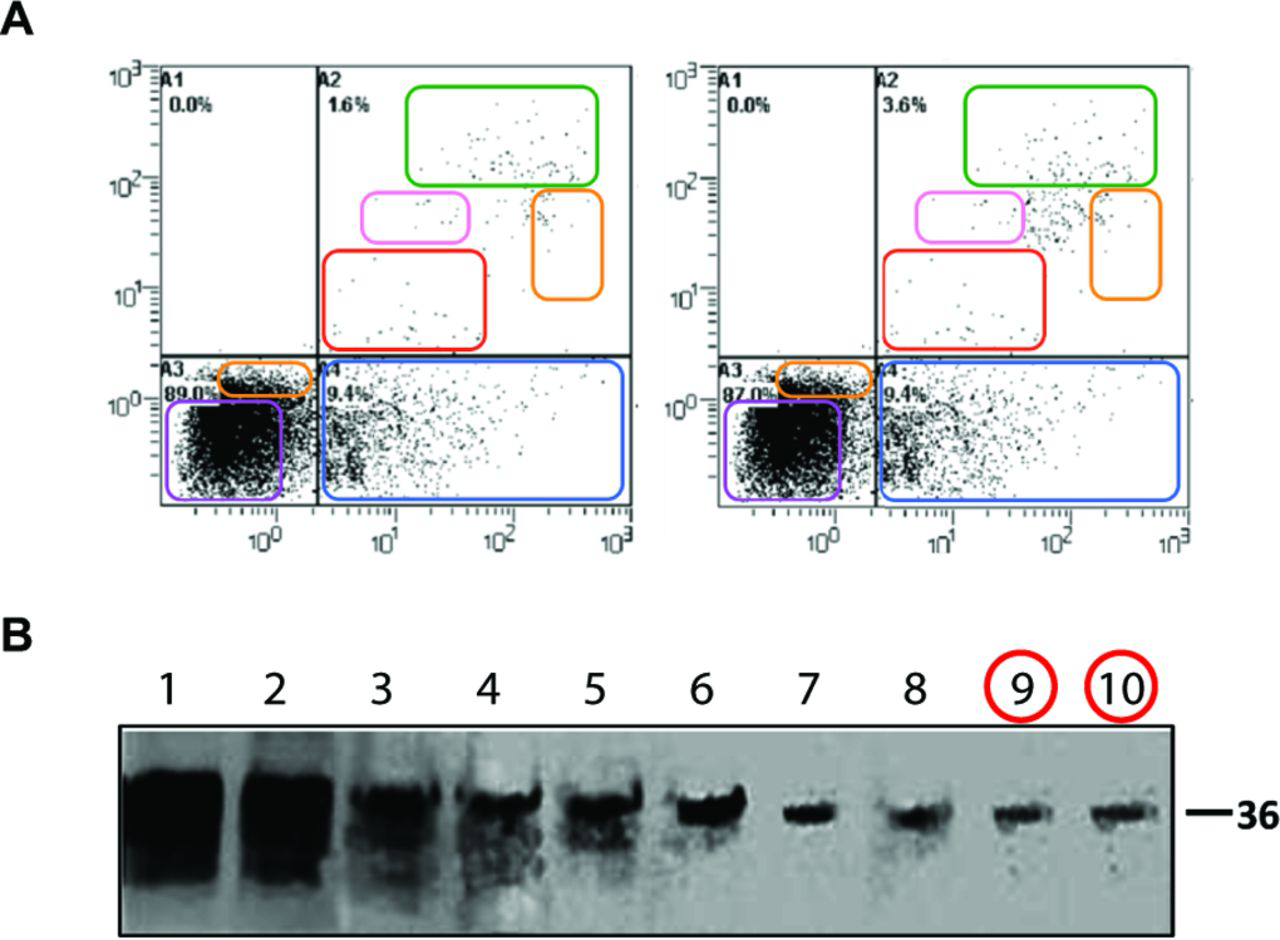 A
10³ A1 A2 10³ A1 A2
0.0% 1.6% 0.0% 3.6%
10² 10²
10¹ 10¹
A3 A4 A3 A4
89.0% 9.4% 87.0% 9.4%
10⁰ 10⁰
10⁰ 10¹ 10² 10³ 10⁰ 10¹ 10² 10³
B
1 2 3 4 5 6 7 8 9 10
36